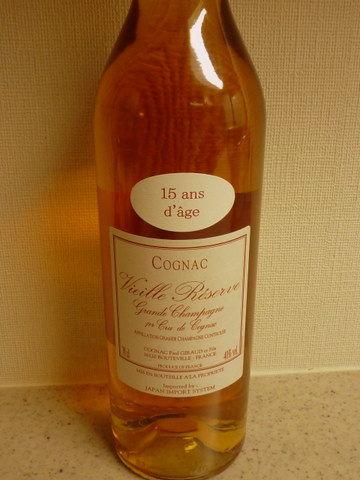 15 ans
d'âge
COGNAC
Vieille Réserve
Grande Champagne
1er Cru de Cognac
APPELLATION GRANDE CHAMPAGNE CONTROLEE
COGNAC Paul GIRAUD et Fils
70cl 16120 BOUTEVILLE - FRANCE 40% vol.
PRODUCE OF FRANCE
MIS EN BOUTEILLE A LA PROPRIETE
Imported by :
JAPAN IMPORT SYSTEM